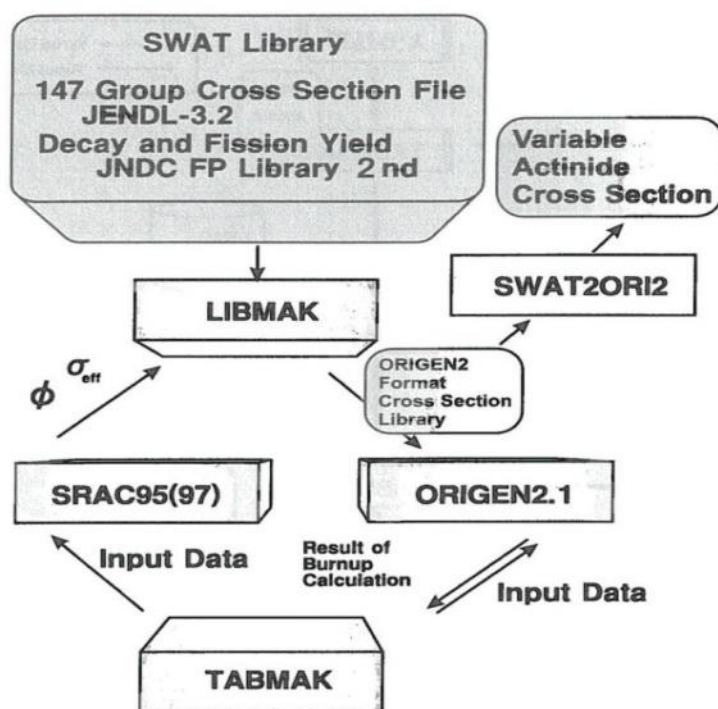 SWAT Library
147 Group Cross Section File
JENDL-3.2
Decay and Fission Yield
JNDC FP Library 2 nd
Variable
Actinide
Cross Section
SWAT2ORI2
LIBMAK
ORIGEN2
Format
Cross Section
Library
ϕ σeff
SRAC95(97)
ORIGEN2.1
Input Data
Result of
Burnup
Calculation
Input Data
TABMAK